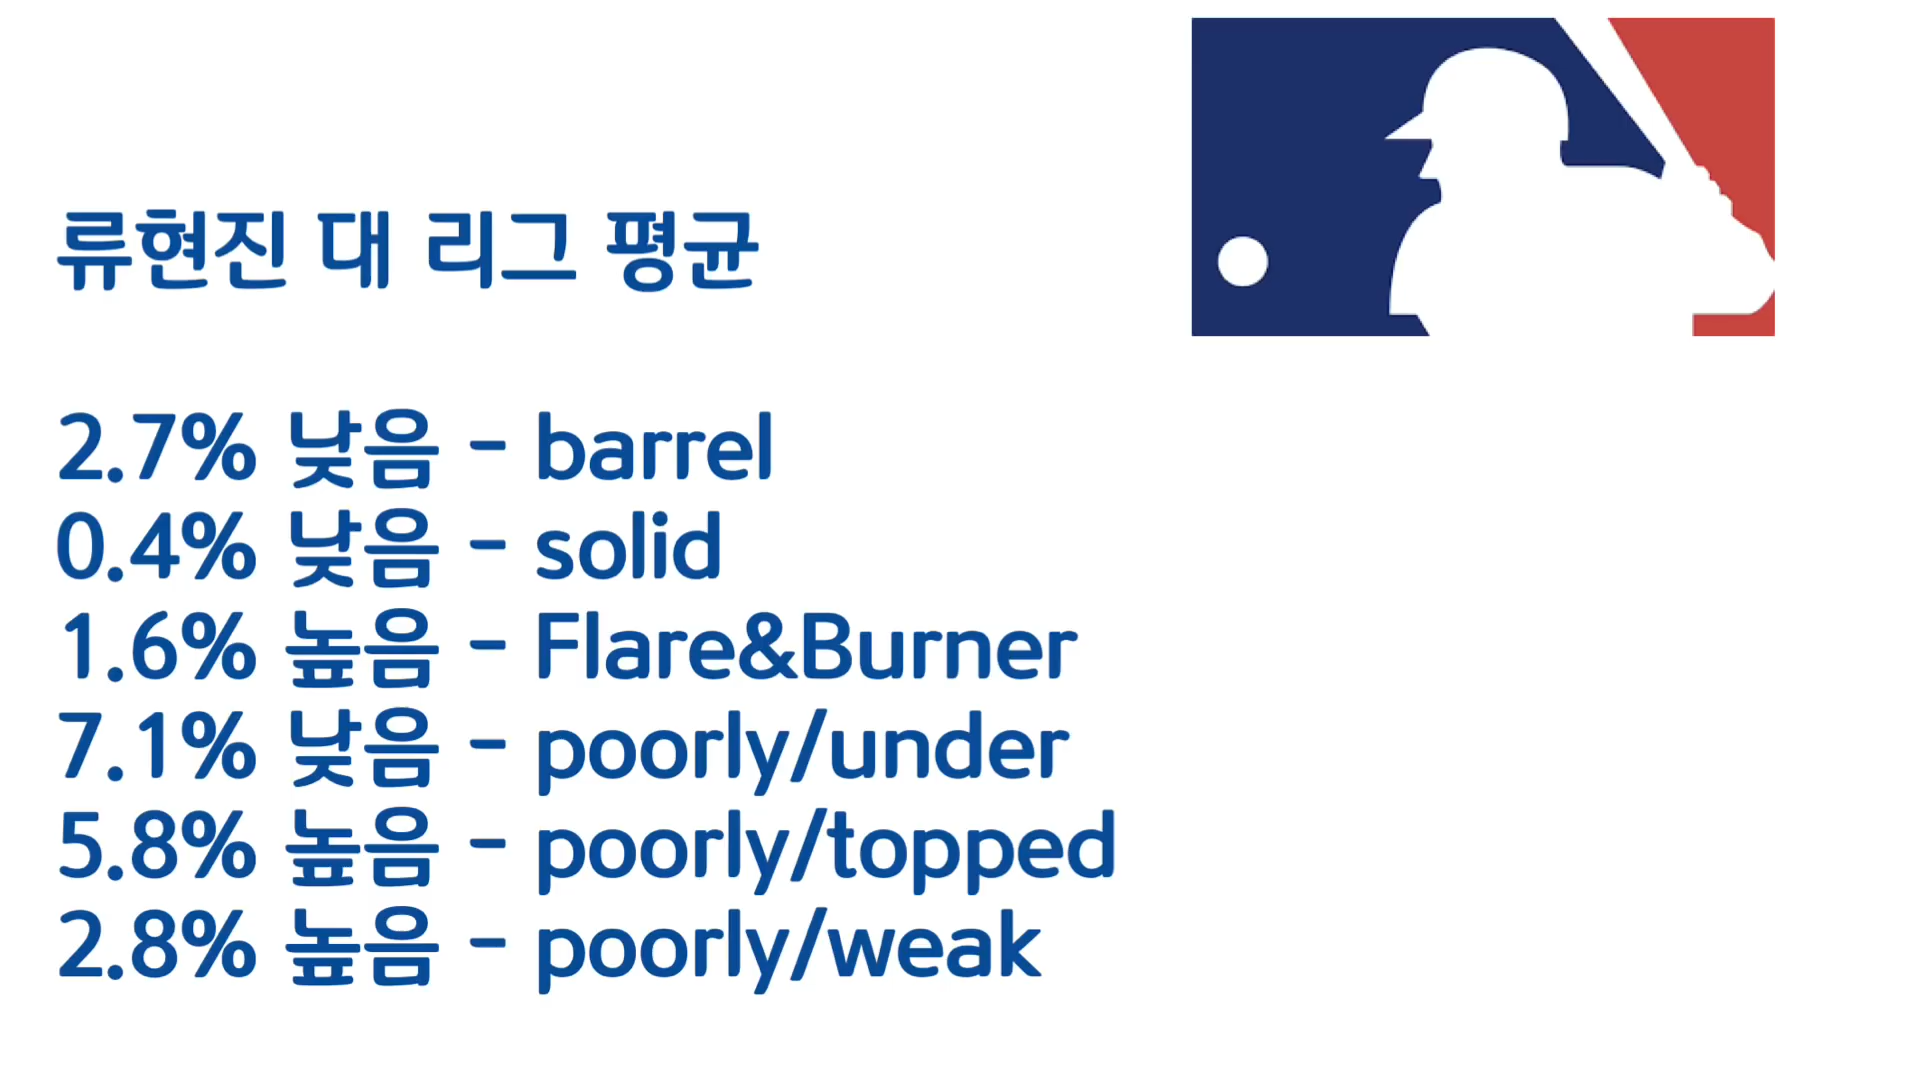 류현진 대 리그 평균
2.7% 낮음 - barrel
0.4% 낮음 - solid
1.6% 높음 - Flare&Burner
7.1% 낮음 - poorly/under
5.8% 높음 - poorly/topped
2.8% 높음 - poorly/weak